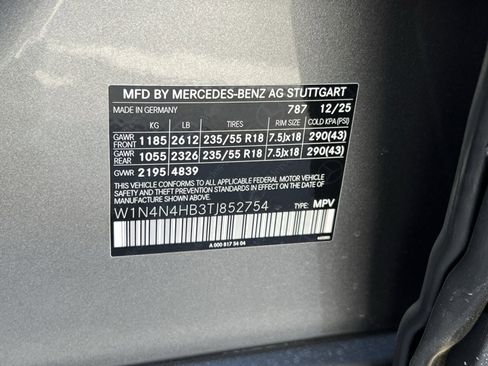 MFD BY MERCEDES-BENZ AG STUTTGART
MADE IN GERMANY 787 12/25
KG LB TIRES RIM SIZE COLD KPA (PSI)
GAWR FRONT 1185 2612 235/55 R18 7.5Jx18 290(43)
GAWR REAR 1055 2326 235/55 R18 7.5Jx18 290(43)
GVWR 2195 4839
THIS VEHICLE CONFORMS TO ALL APPLICABLE FEDERAL MOTOR VEHICLE
SAFETY AND THEFT PREVENTION STANDARDS IN EFFECT ON THE DATE OF
MANUFACTURE SHOWN ABOVE.
W1N4N4HB3TJ852754 TYPE: MPV
A 000 817 54 04